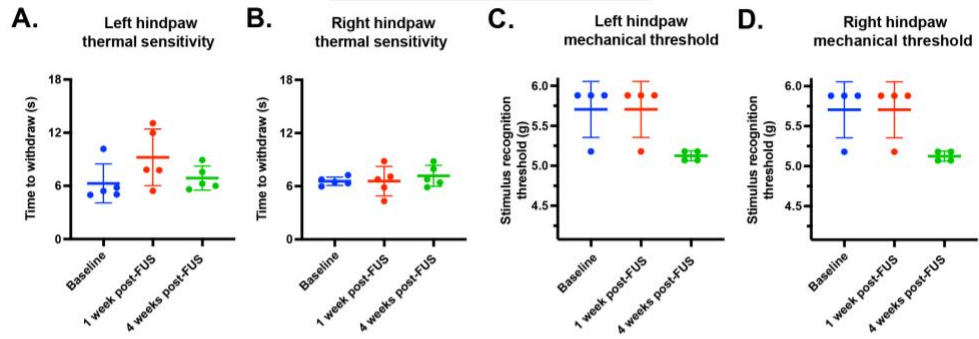 A.
Left hindpaw
thermal sensitivity
Time to withdraw (s)
18
12
6
0
Baseline
1 week post-FUS
4 weeks post-FUS
B.
Right hindpaw
thermal sensitivity
Time to withdraw (s)
18
12
6
0
Baseline
1 week post-FUS
4 weeks post-FUS
C.
Left hindpaw
mechanical threshold
Stimulus recognition
threshold (g)
6.0
5.5
5.0
4.5
Baseline
1 week post-FUS
4 weeks post-FUS
D.
Right hindpaw
mechanical threshold
Stimulus recognition
threshold (g)
6.0
5.5
5.0
4.5
Baseline
1 week post-FUS
4 weeks post-FUS